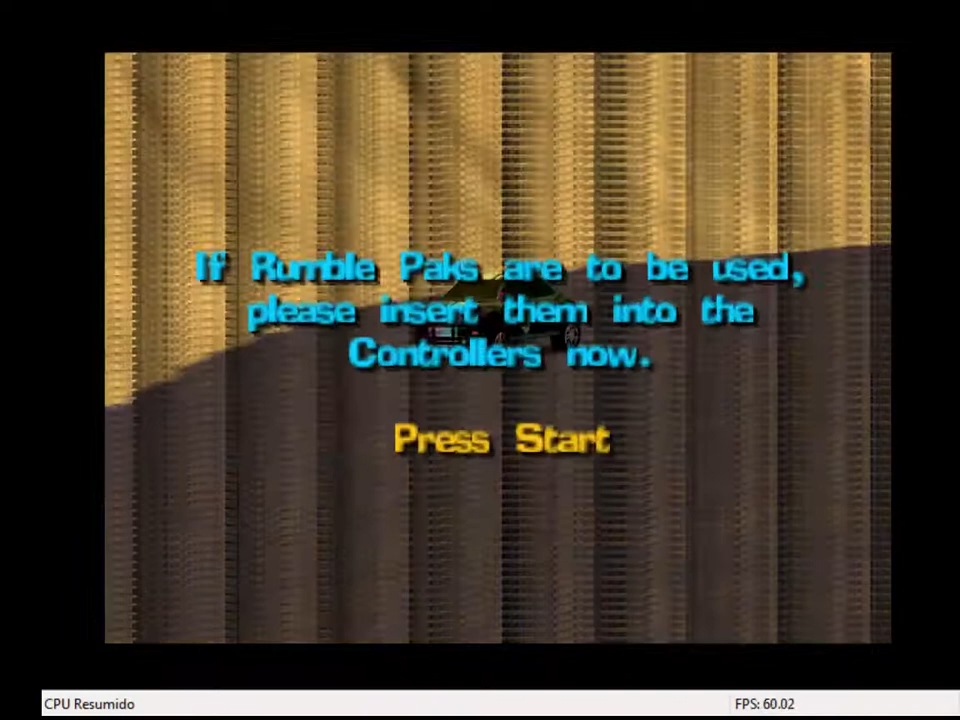 If Rumble Paks are to be used,
please insert them into the
Controllers now.
Press Start
CPU Resumido
FPS: 60.02